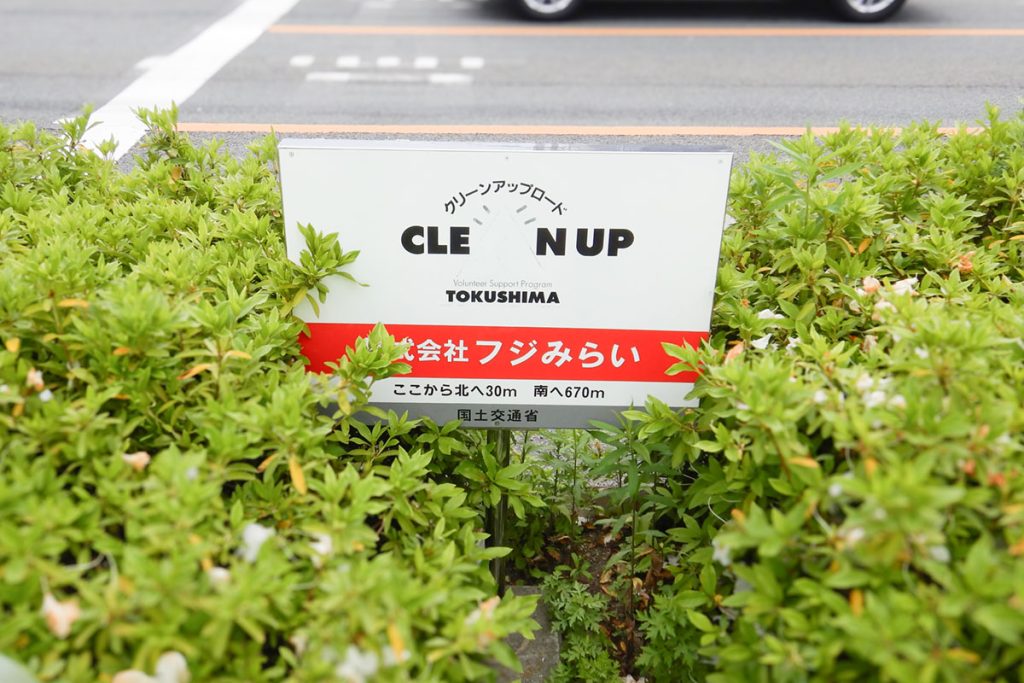 クリーンアップロード
CLE NUP
Volunteer Support Program
TOKUSHIMA
式会社 フジみらい
ここから北へ30m 南へ670m
国土交通省